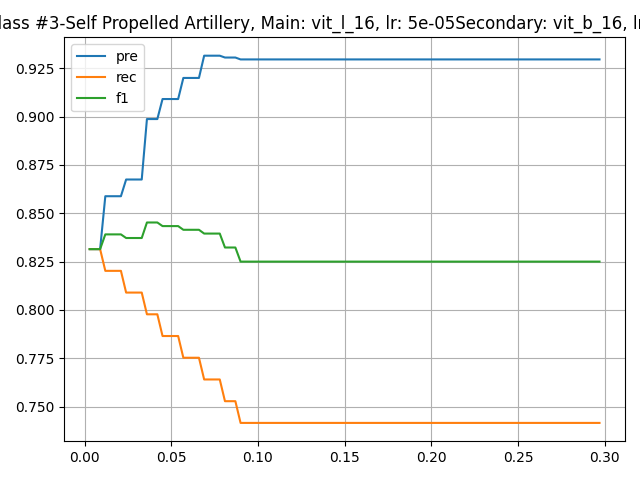 lass #3-Self Propelled Artillery, Main: vit_l_16, lr: 5e-05Secondary: vit_b_16, lr
pre
rec
f1
0.925
0.900
0.875
0.850
0.825
0.800
0.775
0.750
0.00 0.05 0.10 0.15 0.20 0.25 0.30